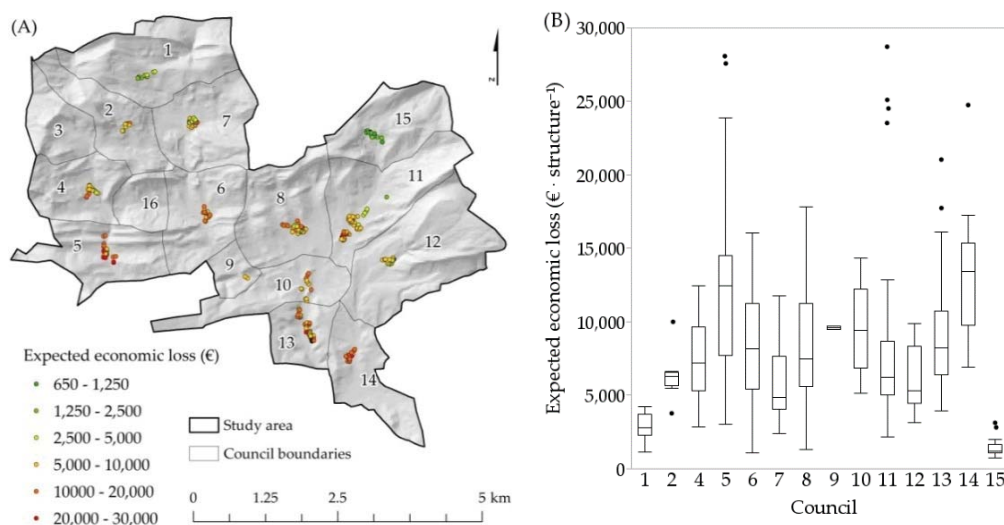 (A)
1
2
3
7
15
4
16
6
8
11
5
9
12
10
13
14
z
Expected economic loss (€)
650 - 1,250
1,250 - 2,500
2,500 - 5,000
5,000 - 10,000
10000 - 20,000
20,000 - 30,000
Study area
Council boundaries
0 1.25 2.5 5 km
(B)
Expected economic loss (€ · structure⁻¹)
30,000
25,000
20,000
15,000
10,000
5,000
0
1 2 4 5 6 7 8 9 10 11 12 13 14 15
Council